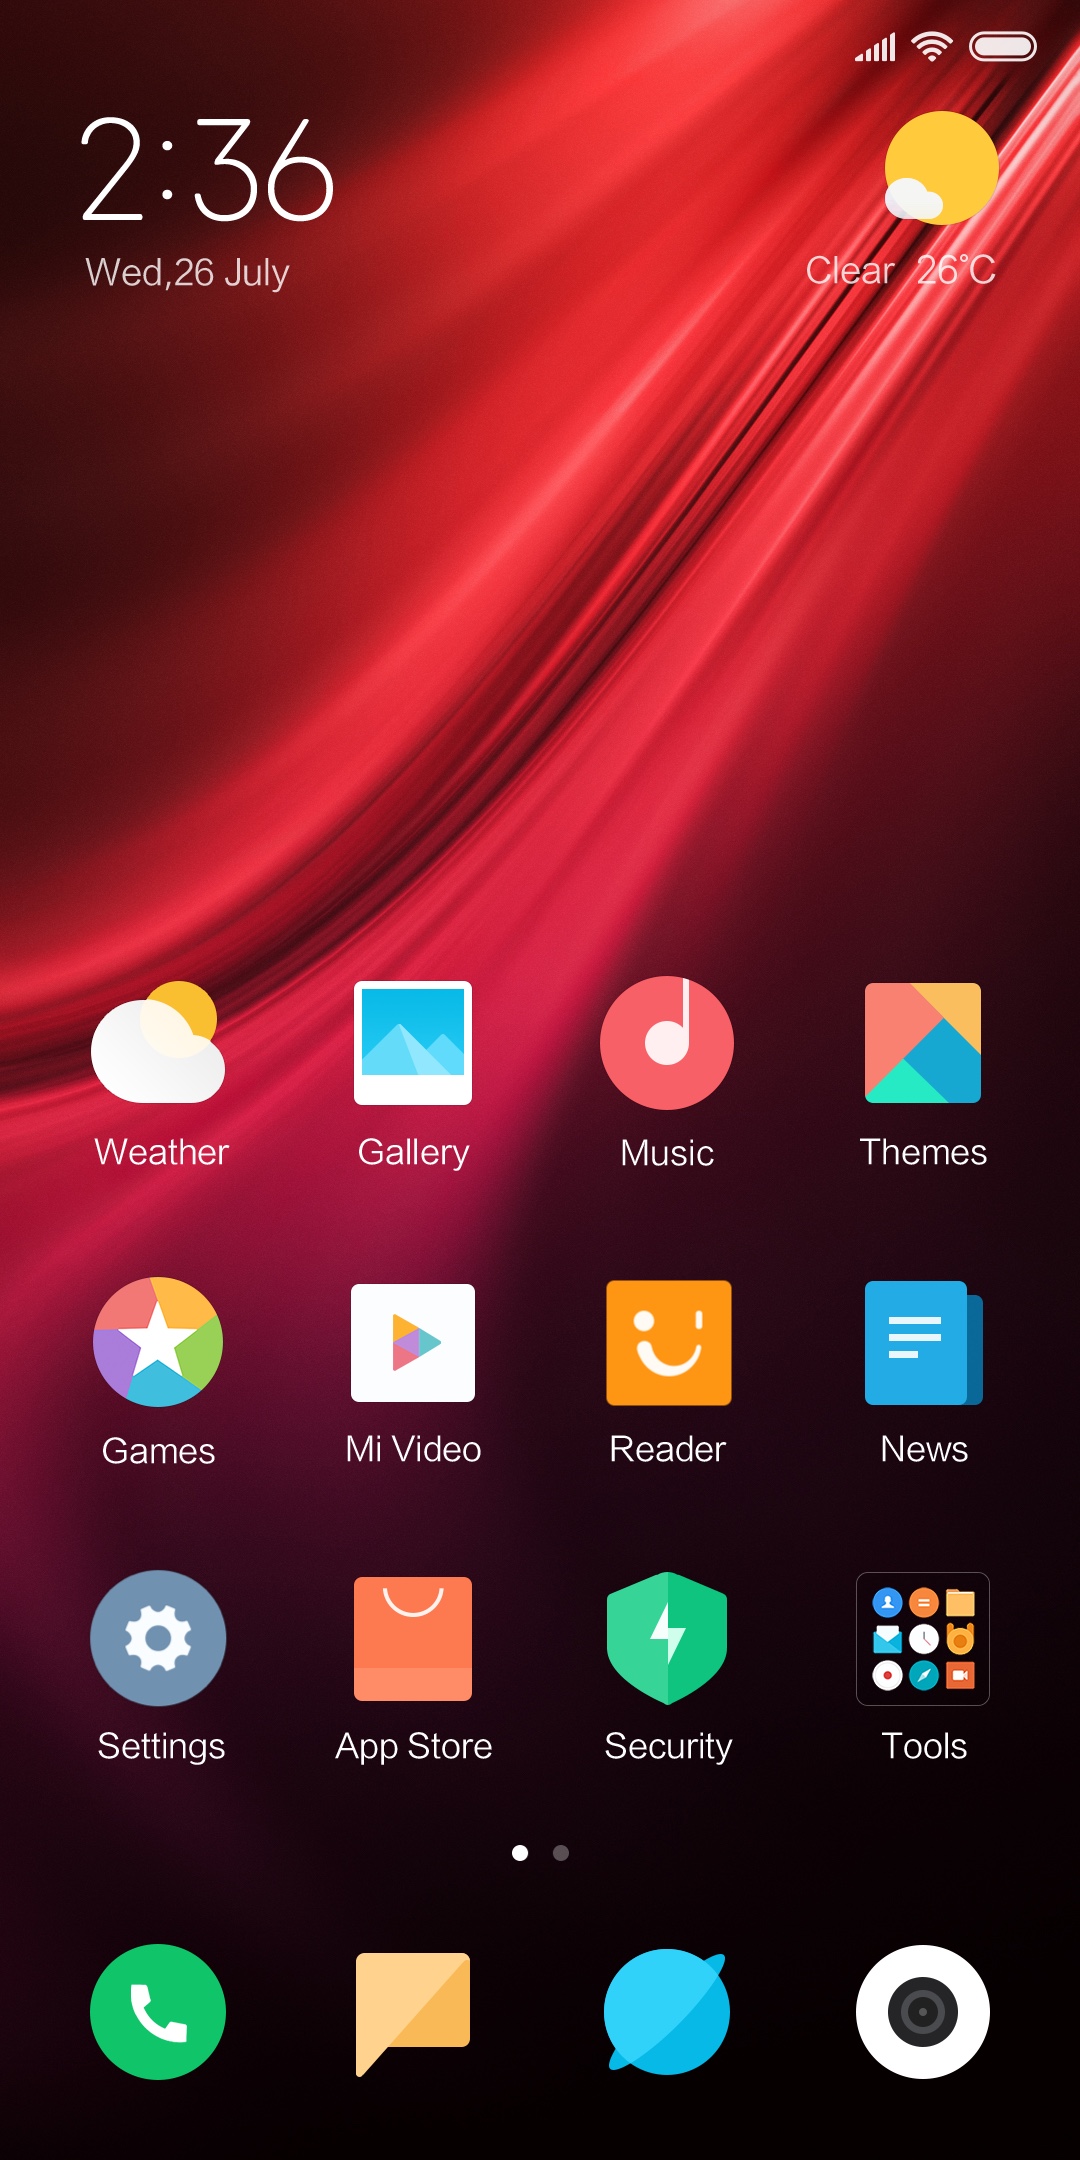 2:36
Wed,26 July
Clear 26°C
Weather
Gallery
Music
Themes
Games
Mi Video
Reader
News
Settings
App Store
Security
Tools